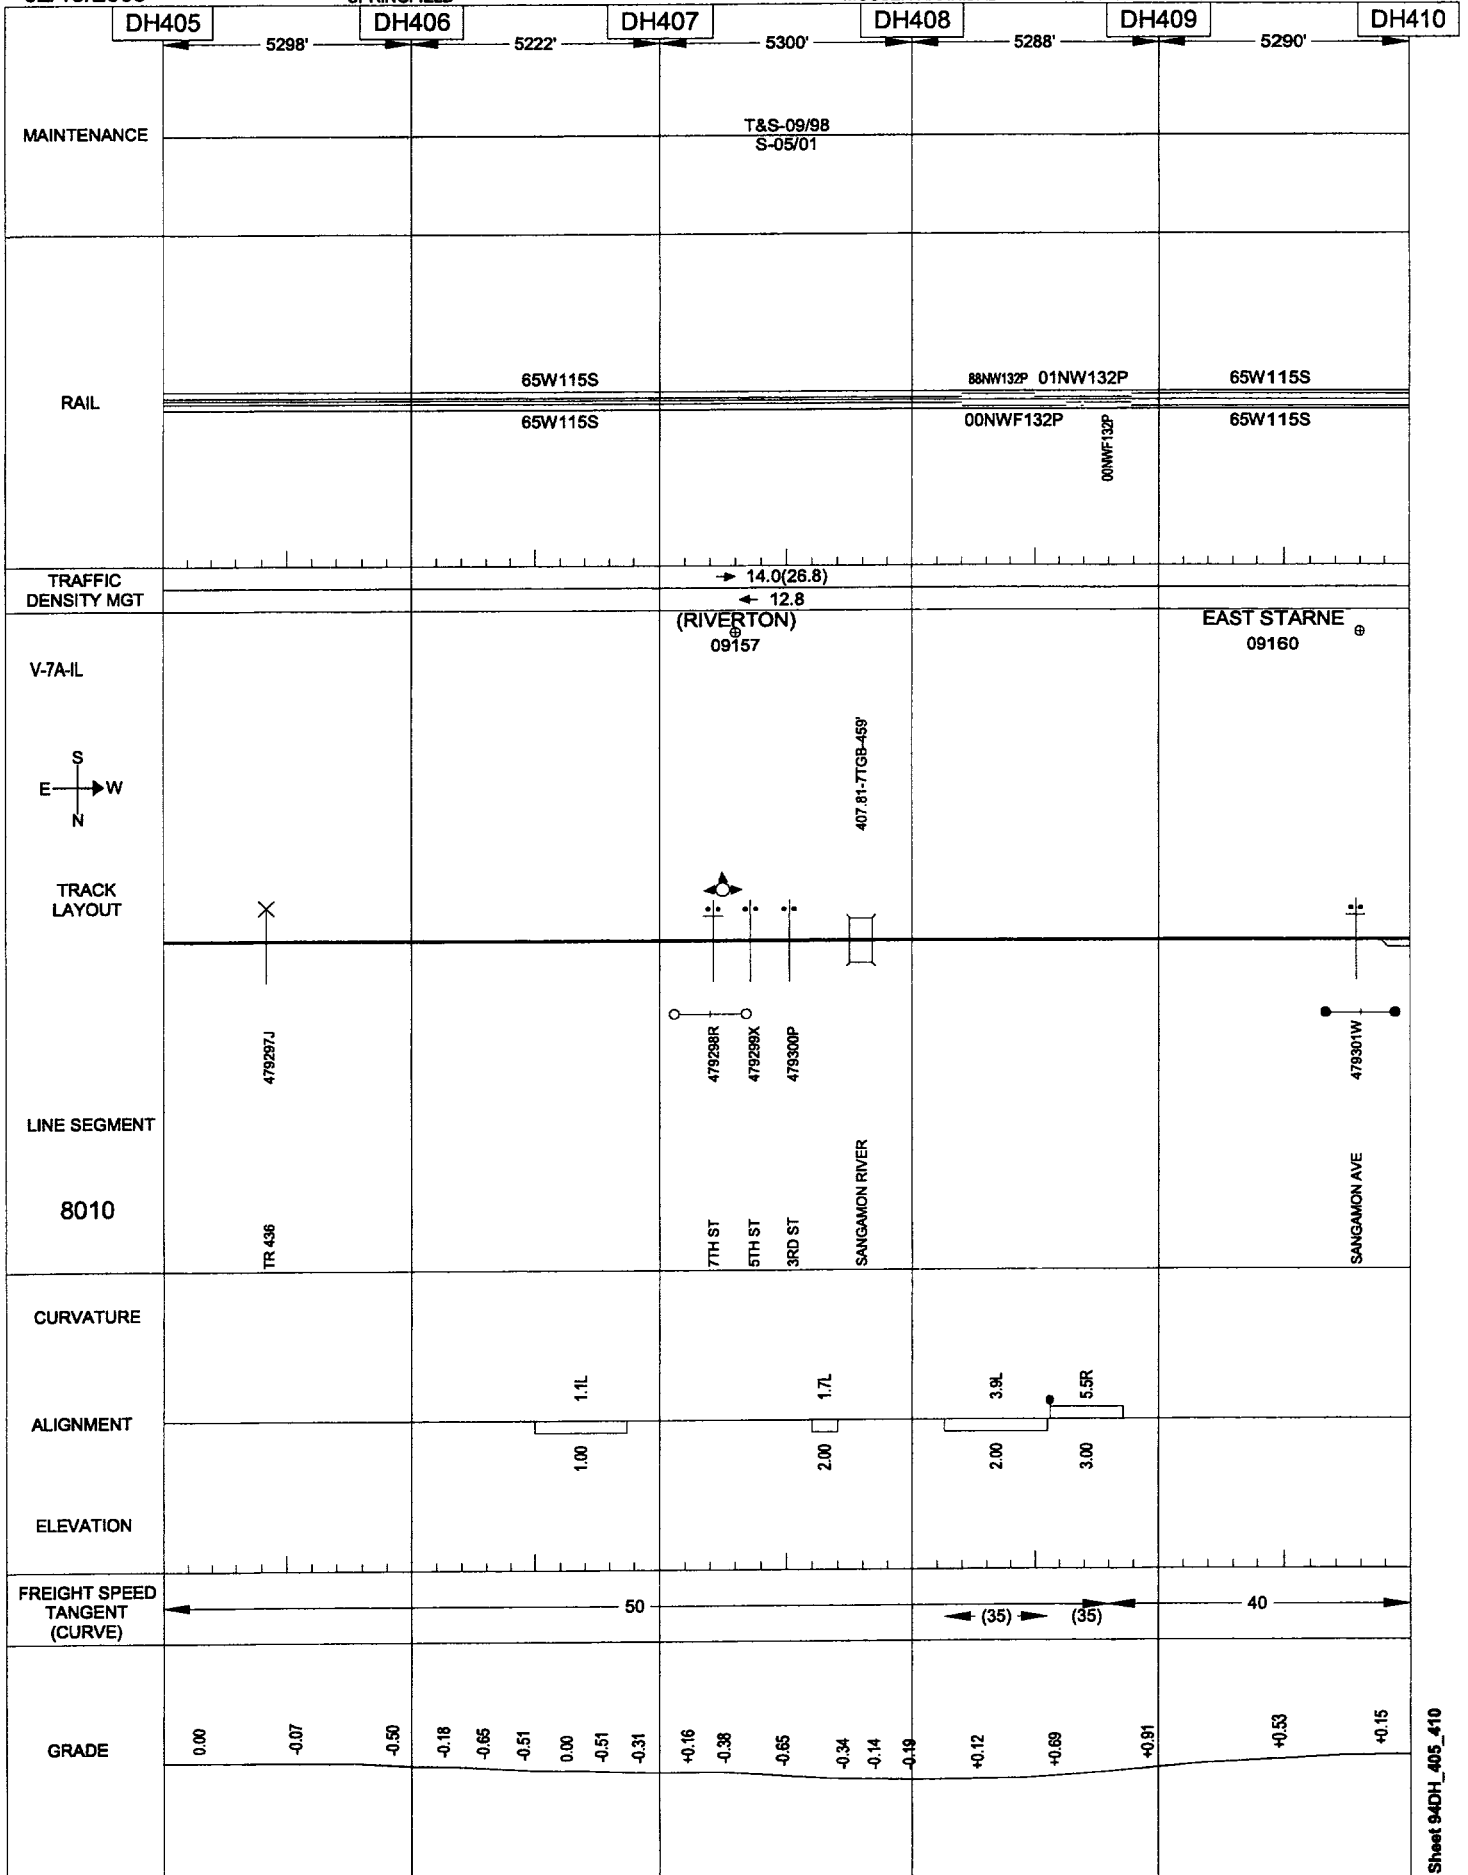 DH405 DH406 DH407 DH408 DH409 DH410
5298' 5222' 5300' 5288' 5290'
MAINTENANCE
T&S-09/98
S-05/01
RAIL
65W115S 88NW132P 01NW132P 65W115S
65W115S 00NWF132P 65W115S
00NWF132P
TRAFFIC
DENSITY MGT
14.0(26.8)
12.8
(RIVERTON)
09157
EAST STARNE
09160
V-7A-IL
S
E W
N
407.81-7TGB-459'
TRACK
LAYOUT
479297J
479298R
479299X
479300P
479301W
LINE SEGMENT
8010
TR 436
7TH ST
5TH ST
3RD ST
SANGAMON RIVER
SANGAMON AVE
CURVATURE
1.1L 1.7L 3.9L 5.5R
ALIGNMENT
1.00 2.00 2.00 3.00
ELEVATION
FREIGHT SPEED
TANGENT
(CURVE)
50 (35) (35) 40
GRADE
0.00 -0.07 -0.50 -0.18 -0.65 -0.51 0.00 -0.51 -0.31 +0.16 -0.38 -0.65 -0.34 -0.14 -0.19 +0.12 +0.69 +0.91 +0.53 +0.15
Sheet 94DH_405_410